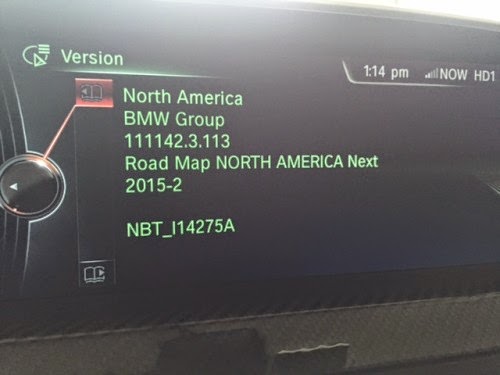 Version
1:14 pm NOW HD1
North America
BMW Group
111142.3.113
Road Map NORTH AMERICA Next
2015-2
NBT_I14275A